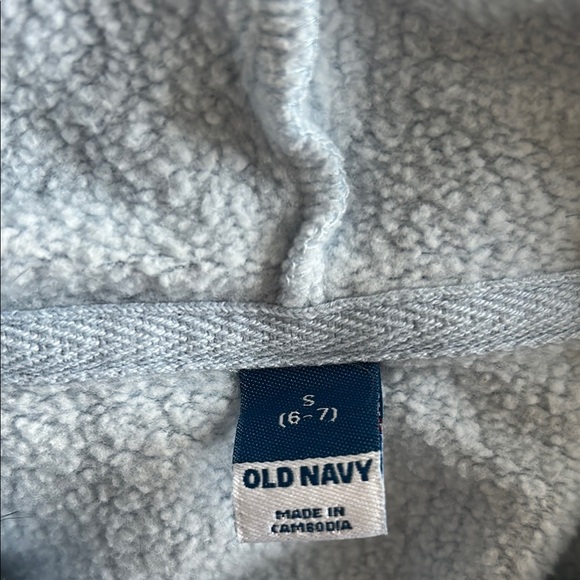 S
(6-7)
OLD NAVY
MADE IN
CAMBODIA